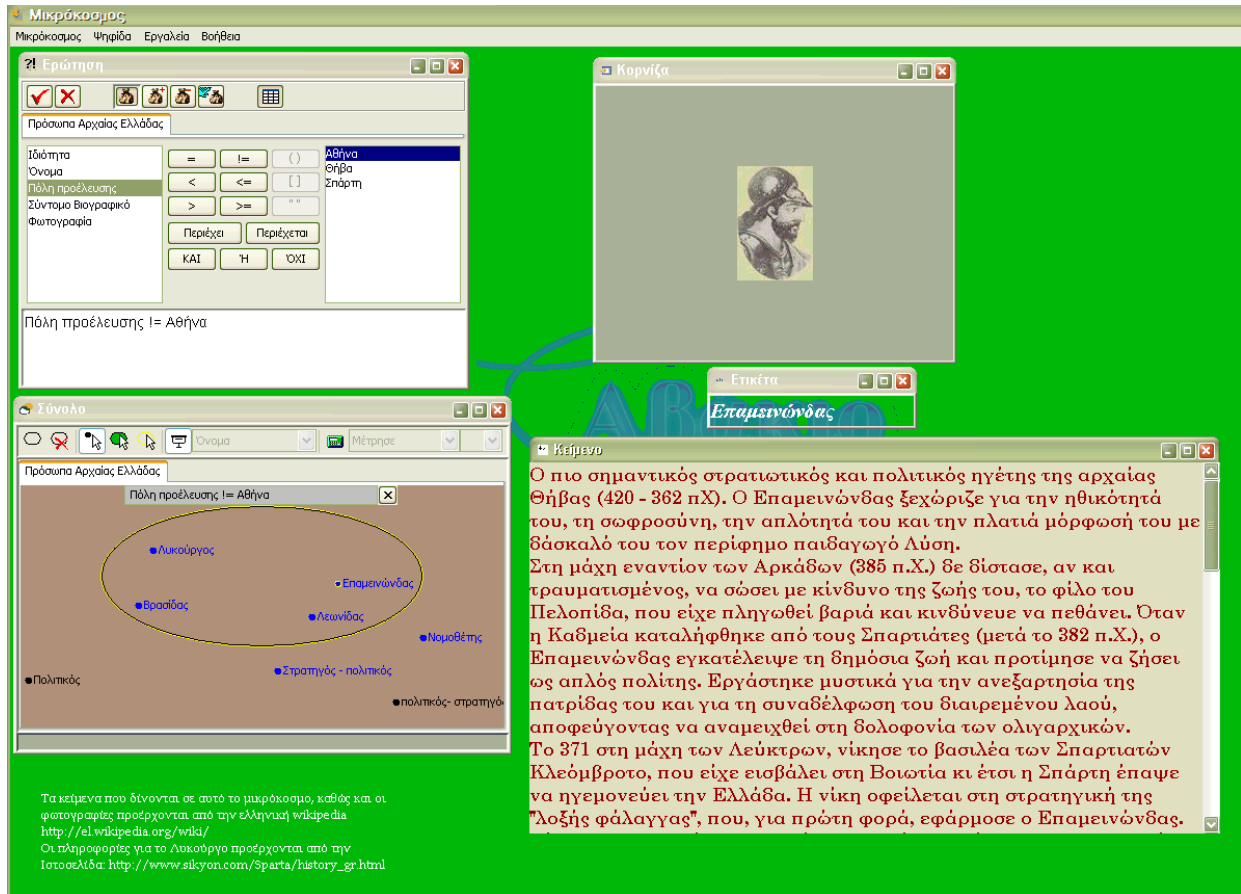 Μικρόκοσμος
Μικρόκοσμος Ψηφίδα Εργαλεία Βοήθεια
?! Ερώτηση
Πρόσωπα Αρχαίας Ελλάδας
Ιδιότητα
Όνομα
Πόλη προέλευσης
Σύντομο Βιογραφικό
Φωτογραφία
= != ( )
< <= [ ]
> >= " "
Περιέχει Περιέχεται
ΚΑΙ Ή ΌΧΙ
Αθήνα
Θήβα
Σπάρτη
Πόλη προέλευσης != Αθήνα
Κορνίζα
Αβάκιο
Ετικέτα
Επαμεινώνδας
Σύνολο
Όνομα Μέτρησε
Πρόσωπα Αρχαίας Ελλάδας
Πόλη προέλευσης != Αθήνα
Λυκούργος
Επαμεινώνδας
Βρασίδας
Λεωνίδας
Νομοθέτης
Στρατηγός - πολιτικός
Πολιτικός
πολιτικός- στρατηγό
Κείμενο
Ο πιο σημαντικός στρατιωτικός και πολιτικός ηγέτης της αρχαίας
Θήβας (420 - 362 πΧ). Ο Επαμεινώνδας ξεχώριζε για την ηθικότητά
του, τη σωφροσύνη, την απλότητά του και την πλατιά μόρφωσή του με
δάσκαλό του τον περίφημο παιδαγωγό Λύση.
Στη μάχη εναντίον των Αρκάδων (385 π.Χ.) δε δίστασε, αν και
τραυματισμένος, να σώσει με κίνδυνο της ζωής του, το φίλο του
Πελοπίδα, που είχε πληγωθεί βαριά και κινδύνευε να πεθάνει. Όταν
η Καδμεία καταλήφθηκε από τους Σπαρτιάτες (μετά το 382 π.Χ.), ο
Επαμεινώνδας εγκατέλειψε τη δημόσια ζωή και προτίμησε να ζήσει
ως απλός πολίτης. Εργάστηκε μυστικά για την ανεξαρτησία της
πατρίδας του και για τη συναδέλφωση του διαιρεμένου λαού,
αποφεύγοντας να αναμειχθεί στη δολοφονία των ολιγαρχικών.
Το 371 στη μάχη των Λεύκτρων, νίκησε το βασιλέα των Σπαρτιατών
Κλεόμβροτο, που είχε εισβάλει στη Βοιωτία κι έτσι η Σπάρτη έπαψε
να ηγεμονεύει την Ελλάδα. Η νίκη οφείλεται στη στρατηγική της
"λοξής φάλαγγας", που, για πρώτη φορά, εφάρμοσε ο Επαμεινώνδας.
Τα κείμενα που δίνονται σε αυτό το μικρόκοσμο, καθώς και οι
φωτογραφίες προέρχονται από την ελληνική wikipedia
http://el.wikipedia.org/wiki/
Οι πληροφορίες για το Λυκούργο προέρχονται από την
Ιστοσελίδα: http://www.sikyon.com/Sparta/history_gr.html